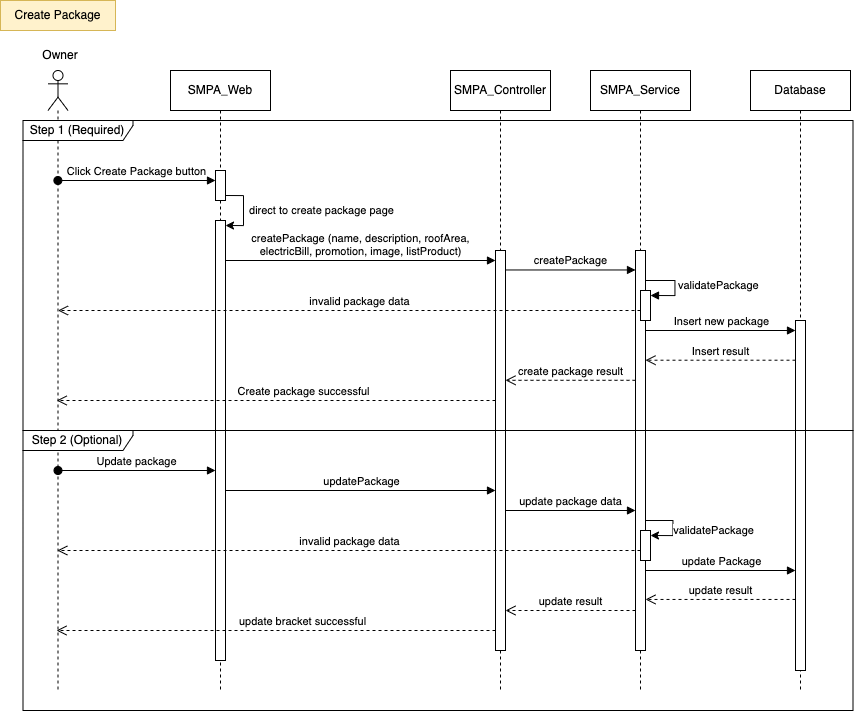 Create Package
Owner
SMPA_Web
SMPA_Controller
SMPA_Service
Database
Step 1 (Required)
Click Create Package button
direct to create package page
createPackage (name, description, roofArea,
electricBill, promotion, image, listProduct)
createPackage
validatePackage
invalid package data
Insert new package
Insert result
create package result
Create package successful
Step 2 (Optional)
Update package
updatePackage
update package data
validatePackage
invalid package data
update Package
update result
update result
update bracket successful